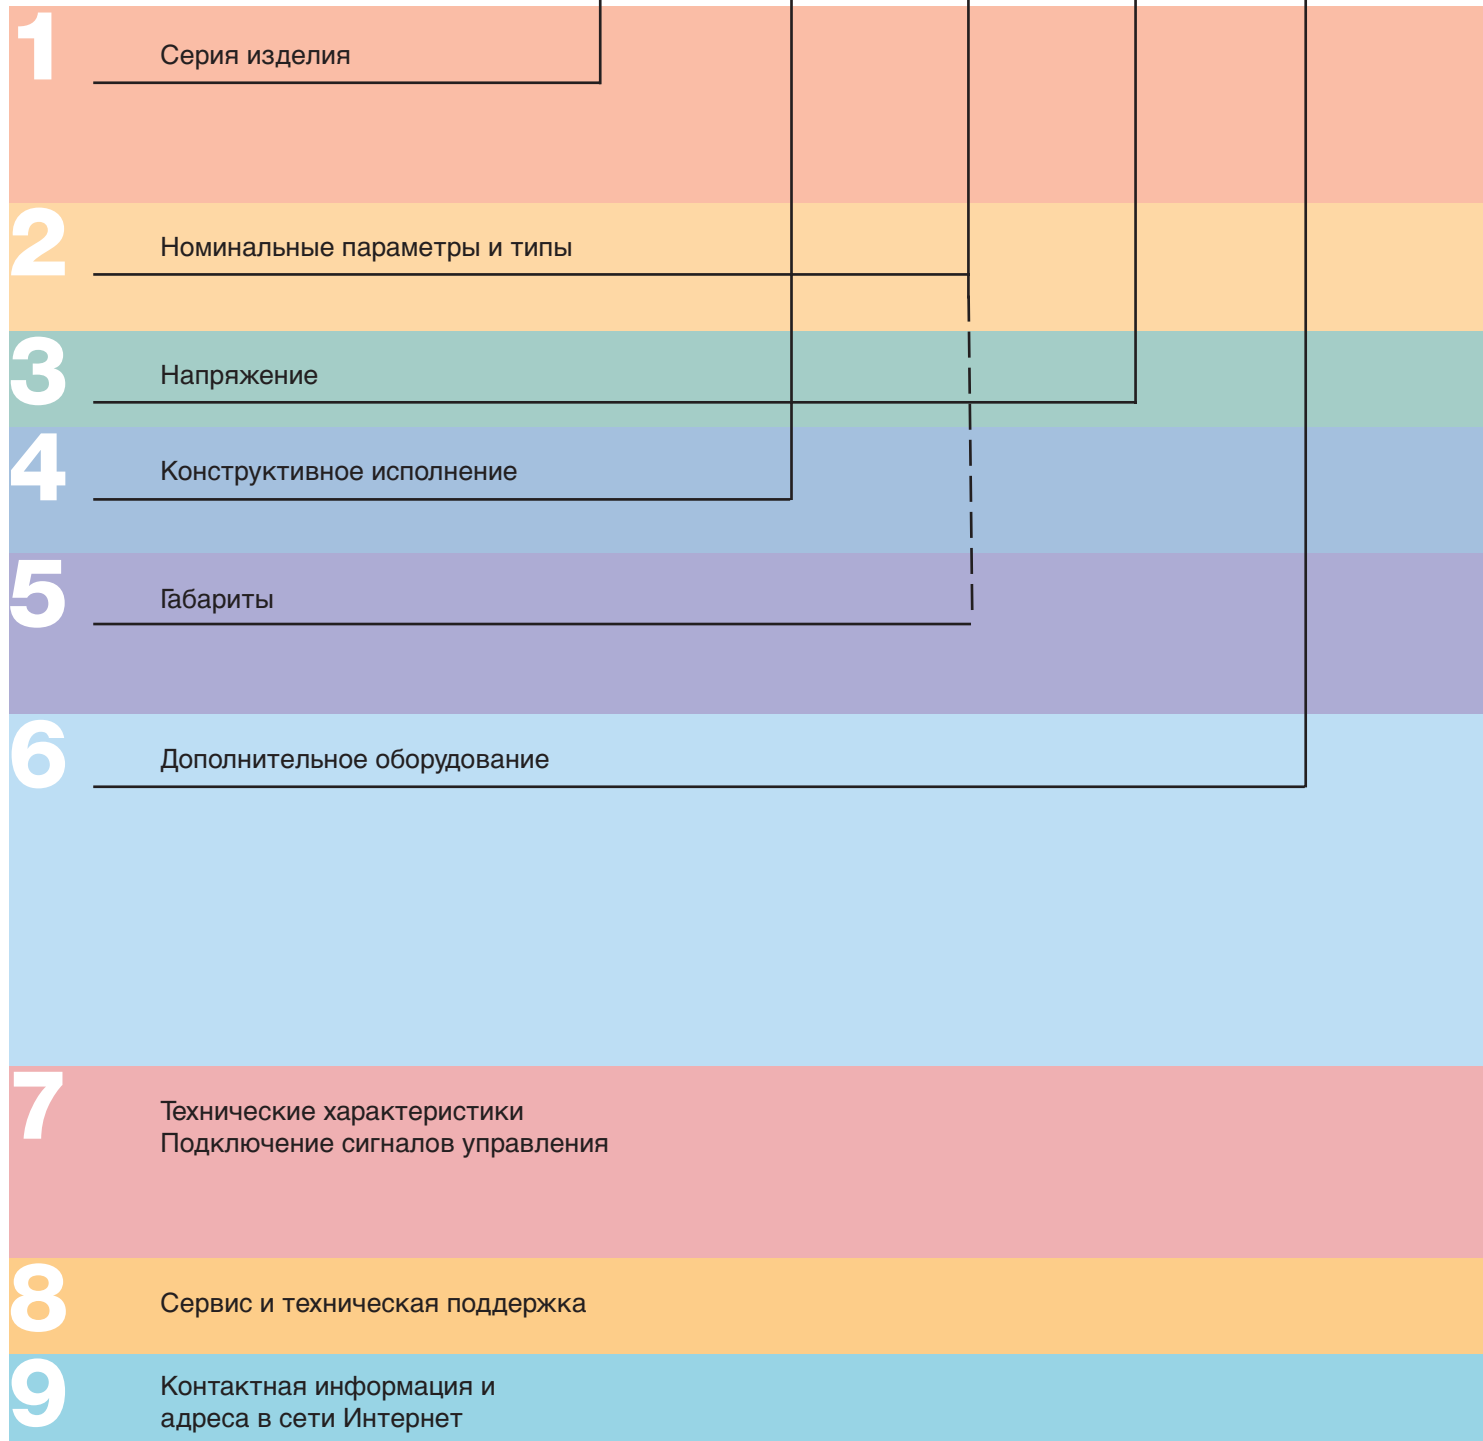 1
Серия изделия
2
Номинальные параметры и типы
3
Напряжение
4
Конструктивное исполнение
5
Габариты
6
Дополнительное оборудование
7
Технические характеристики
Подключение сигналов управления
8
Сервис и техническая поддержка
9
Контактная информация и
адреса в сети Интернет